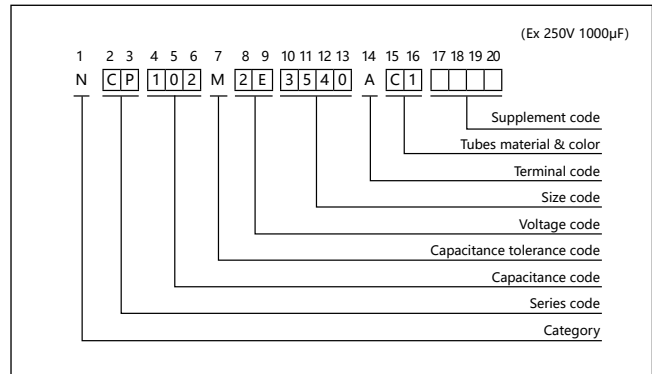 (Ex 250V 1000μF)
1 2 3 4 5 6 7 8 9 10 11 12 13 14 15 16 17 18 19 20
N C P 1 0 2 M 2 E 3 5 4 0 A C 1
Supplement code
Tubes material & color
Terminal code
Size code
Voltage code
Capacitance tolerance code
Capacitance code
Series code
Category